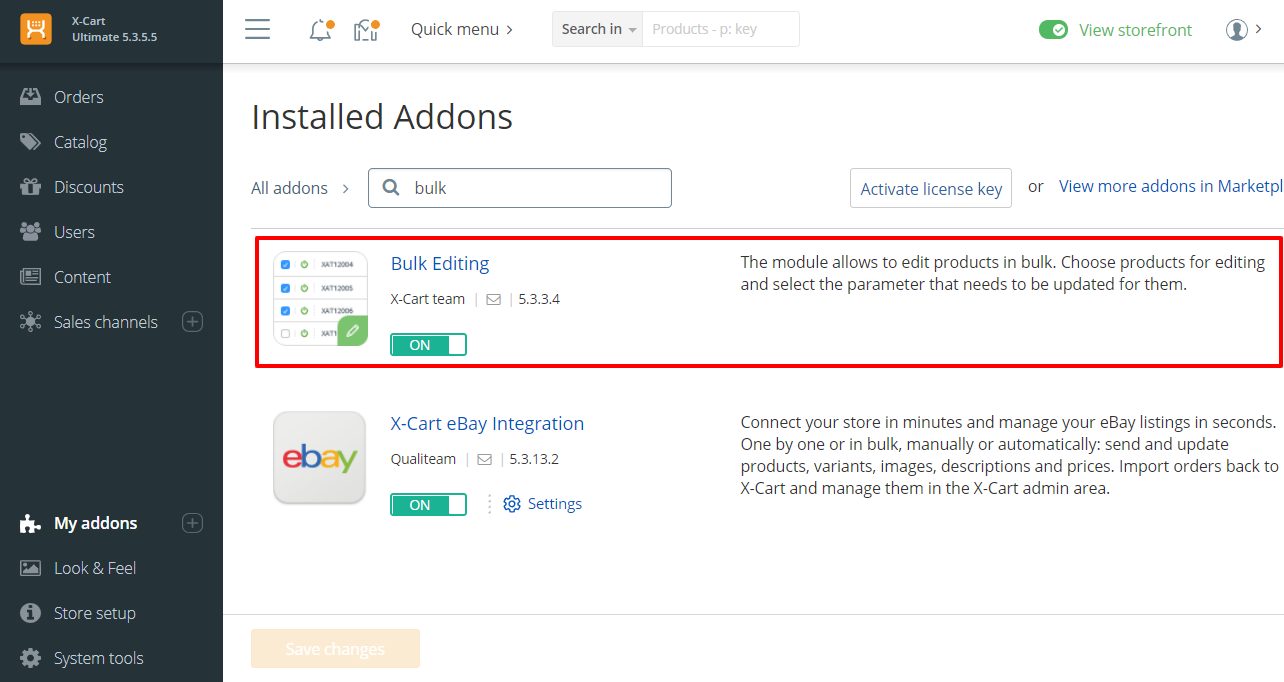 X-Cart
Ultimate 5.3.5.5
Quick menu
Search in
Products - p: key
View storefront
Orders
Catalog
Discounts
Users
Content
Sales channels
My addons
Look & Feel
Store setup
System tools
Installed Addons
All addons
bulk
Activate license key
or
View more addons in Marketpl
XAT12004
XAT12005
XAT12006
XAT1
Bulk Editing
X-Cart team | | 5.3.3.4
ON
The module allows to edit products in bulk. Choose products for editing
and select the parameter that needs to be updated for them.
ebay
X-Cart eBay Integration
Qualiteam | | 5.3.13.2
ON
Settings
Connect your store in minutes and manage your eBay listings in seconds.
One by one or in bulk, manually or automatically: send and update
products, variants, images, descriptions and prices. Import orders back to
X-Cart and manage them in the X-Cart admin area.
Save changes